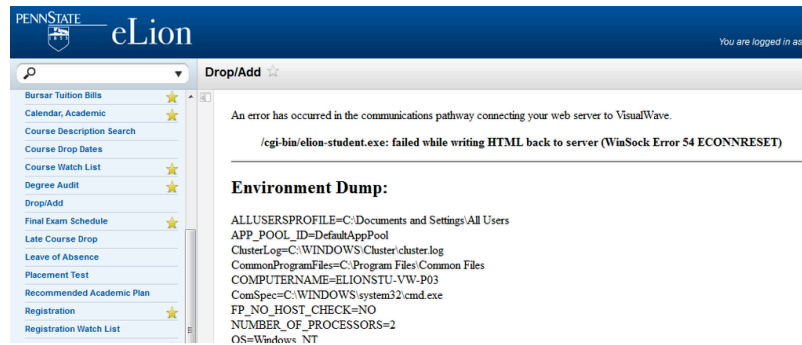 PENNSTATE
eLion
You are logged in as
Drop/Add
Bursar Tuition Bills
Calendar, Academic
Course Description Search
Course Drop Dates
Course Watch List
Degree Audit
Drop/Add
Final Exam Schedule
Late Course Drop
Leave of Absence
Placement Test
Recommended Academic Plan
Registration
Registration Watch List
An error has occurred in the communications pathway connecting your web server to VisualWave.
/cgi-bin/elion-student.exe: failed while writing HTML back to server (WinSock Error 54 ECONNRESET)
Environment Dump:
ALLUSERSPROFILE=C:\Documents and Settings\All Users
APP_POOL_ID=DefaultAppPool
ClusterLog=C:\WINDOWS\Cluster\cluster.log
CommonProgramFiles=C:\Program Files\Common Files
COMPUTERNAME=ELIONSTU-VW-P03
ComSpec=C:\WINDOWS\system32\cmd.exe
FP_NO_HOST_CHECK=NO
NUMBER_OF_PROCESSORS=2
OS=Windows_NT